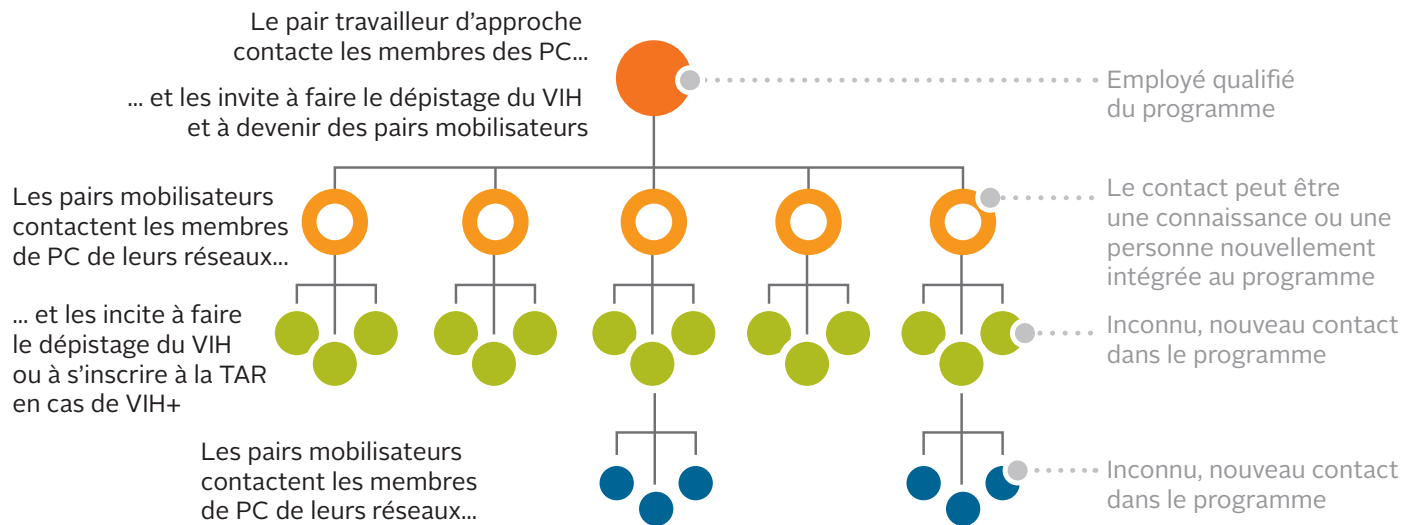 Le pair travailleur d'approche
contacte les membres des PC...
... et les invite à faire le dépistage du VIH
et à devenir des pairs mobilisateurs
Employé qualifié
du programme
Les pairs mobilisateurs
contactent les membres
de PC de leurs réseaux...
Le contact peut être
une connaissance ou une
personne nouvellement
intégrée au programme
... et les incite à faire
le dépistage du VIH
ou à s'inscrire à la TAR
en cas de VIH+
Inconnu, nouveau contact
dans le programme
Les pairs mobilisateurs
contactent les membres
de PC de leurs réseaux...
Inconnu, nouveau contact
dans le programme